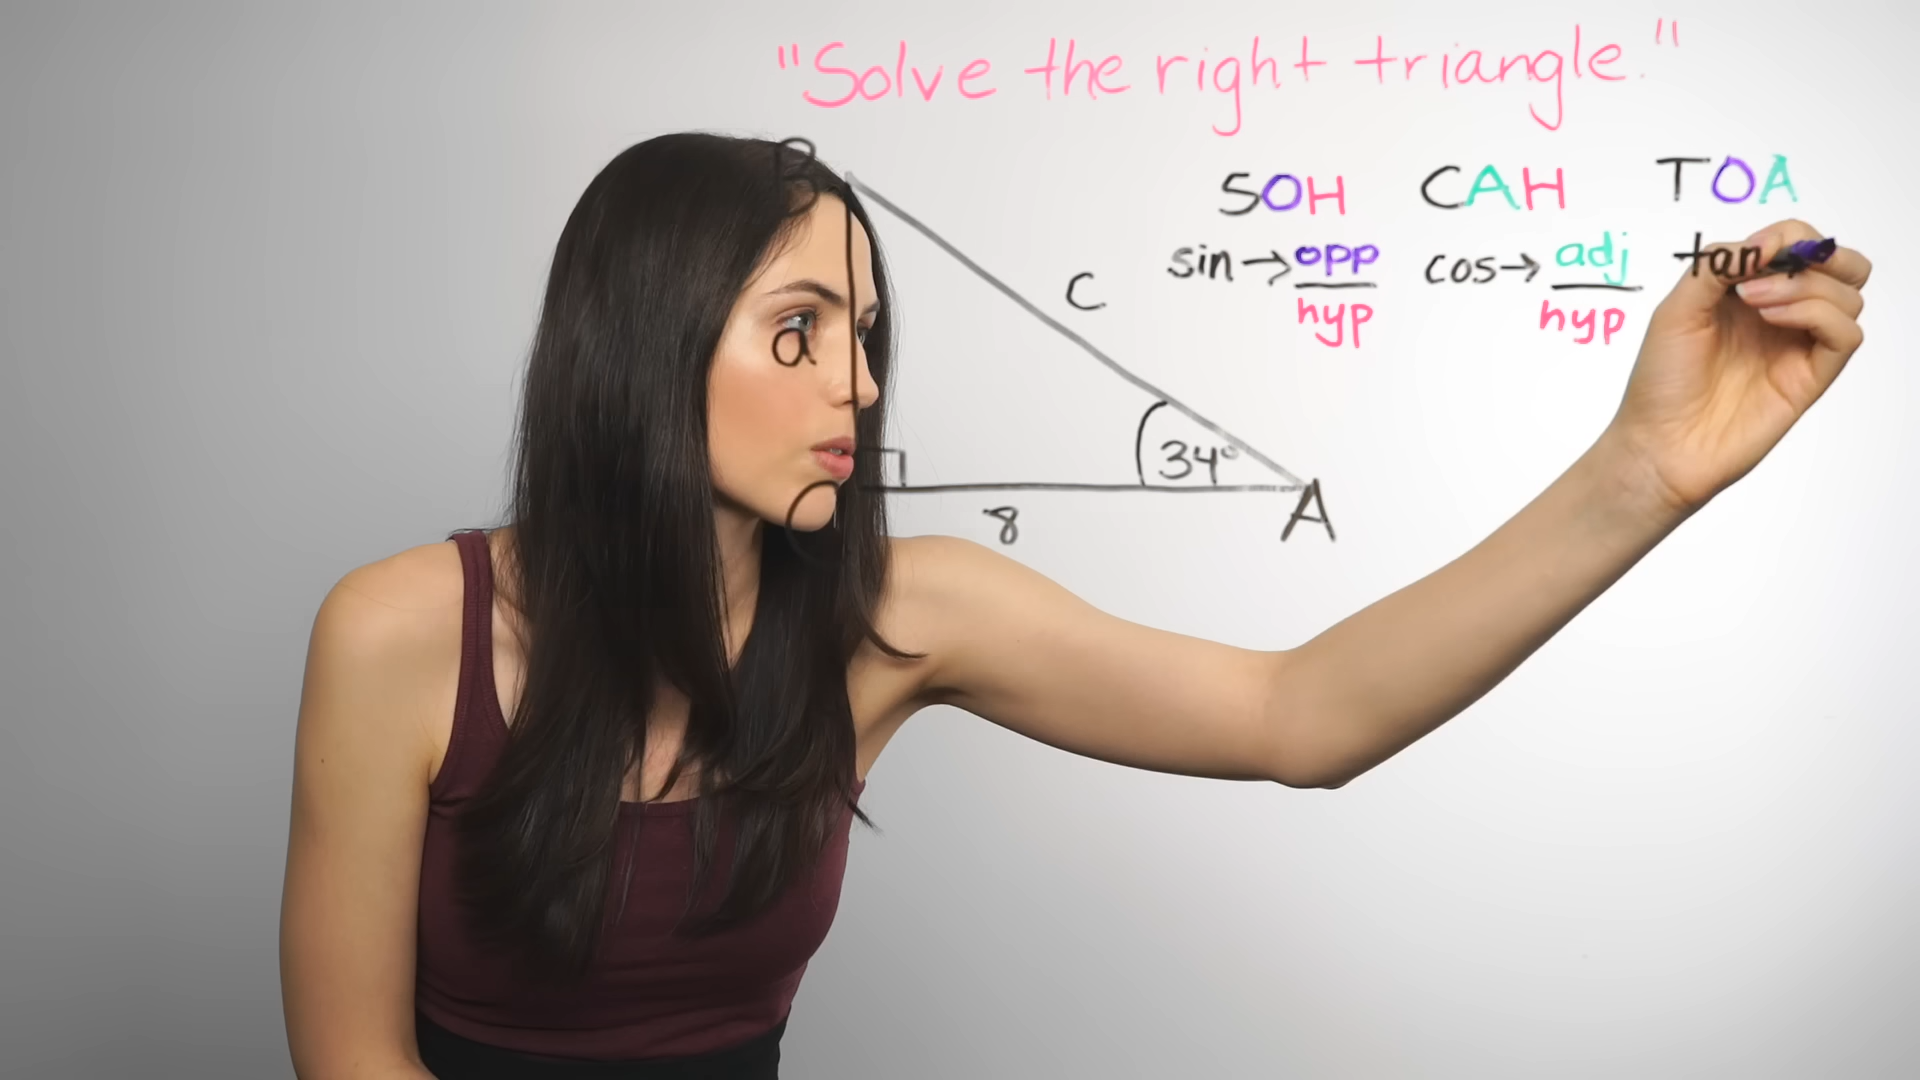 "Solve the right triangle."
SOH CAH TOA
sin→opp/hyp cos→adj/hyp tan→
B
c
a
34°
C
8
A